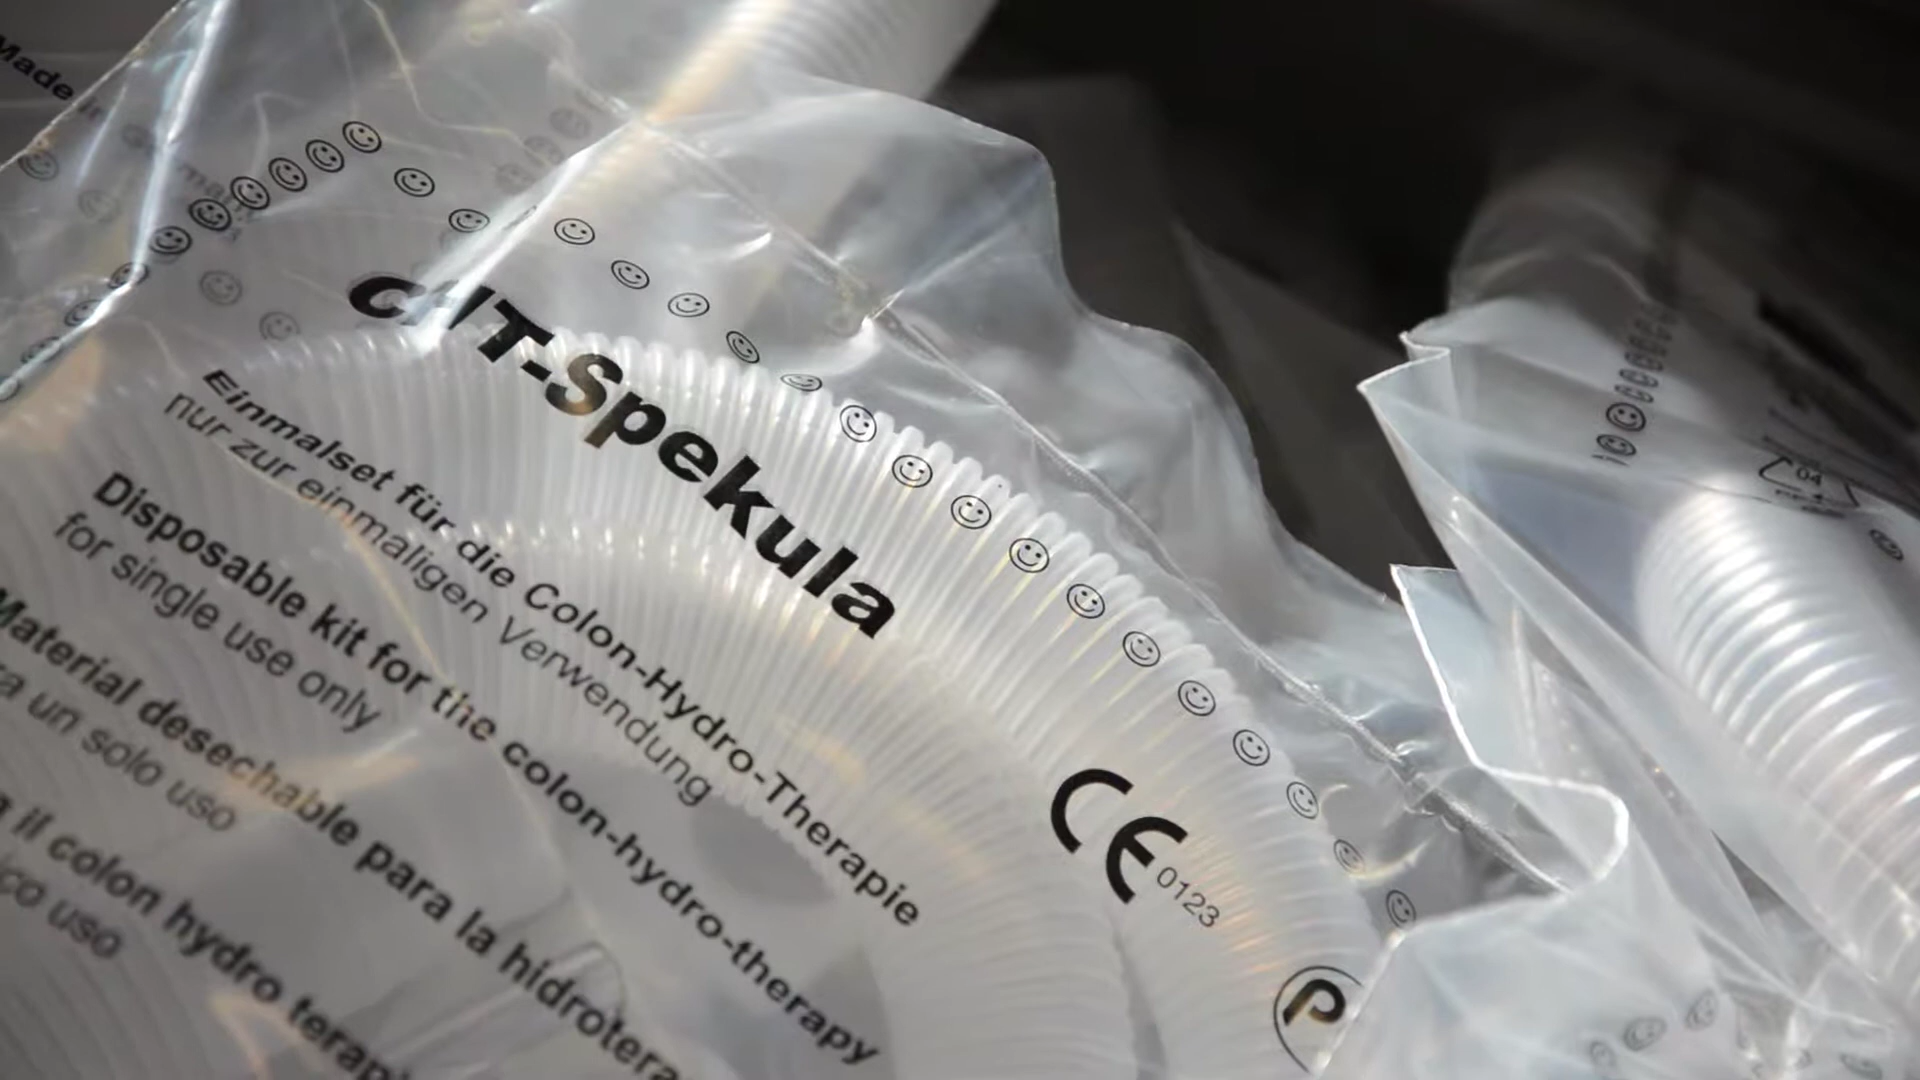 Made in
CHT-Spekula
Einmalset für die Colon-Hydro-Therapie
nur zur einmaligen Verwendung
Disposable kit for the colon-hydro-therapy
for single use only
Material desechable para la hidrotera
un solo uso
il colon hydro terapi
uso
CE 0123
P
04